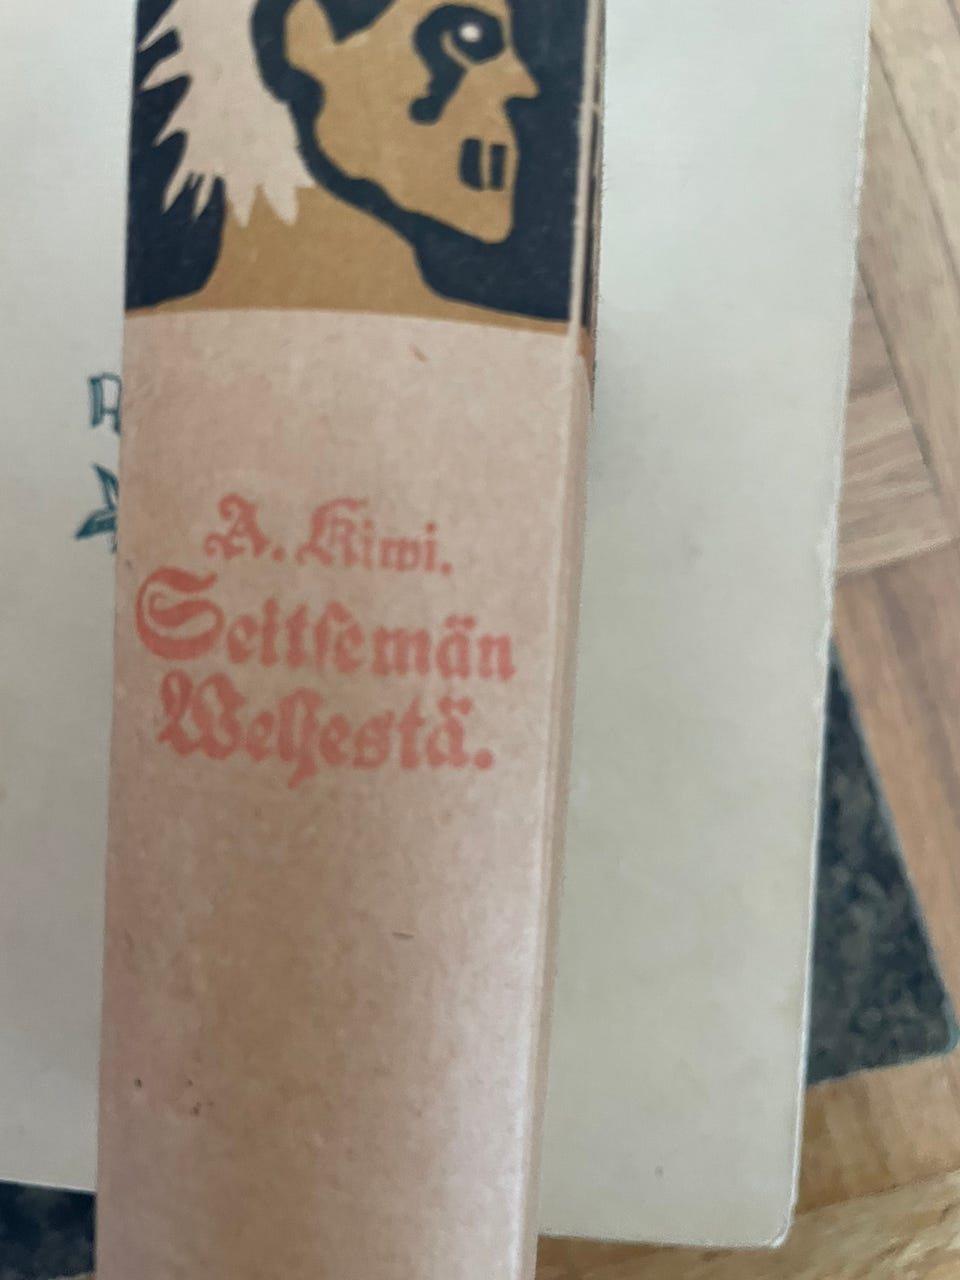 A. Kiwi.
Seitſemän
Weljestä.